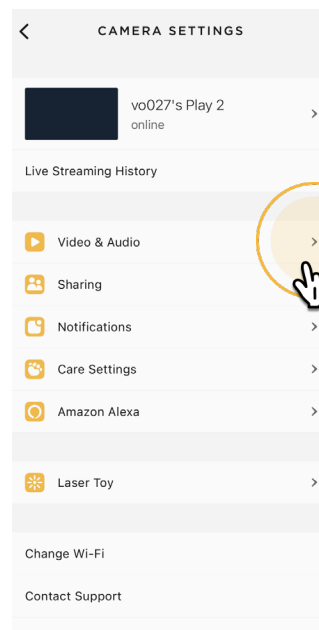 CAMERA SETTINGS
vo027's Play 2
online
Live Streaming History
Video & Audio
Sharing
Notifications
Care Settings
Amazon Alexa
Laser Toy
Change Wi-Fi
Contact Support